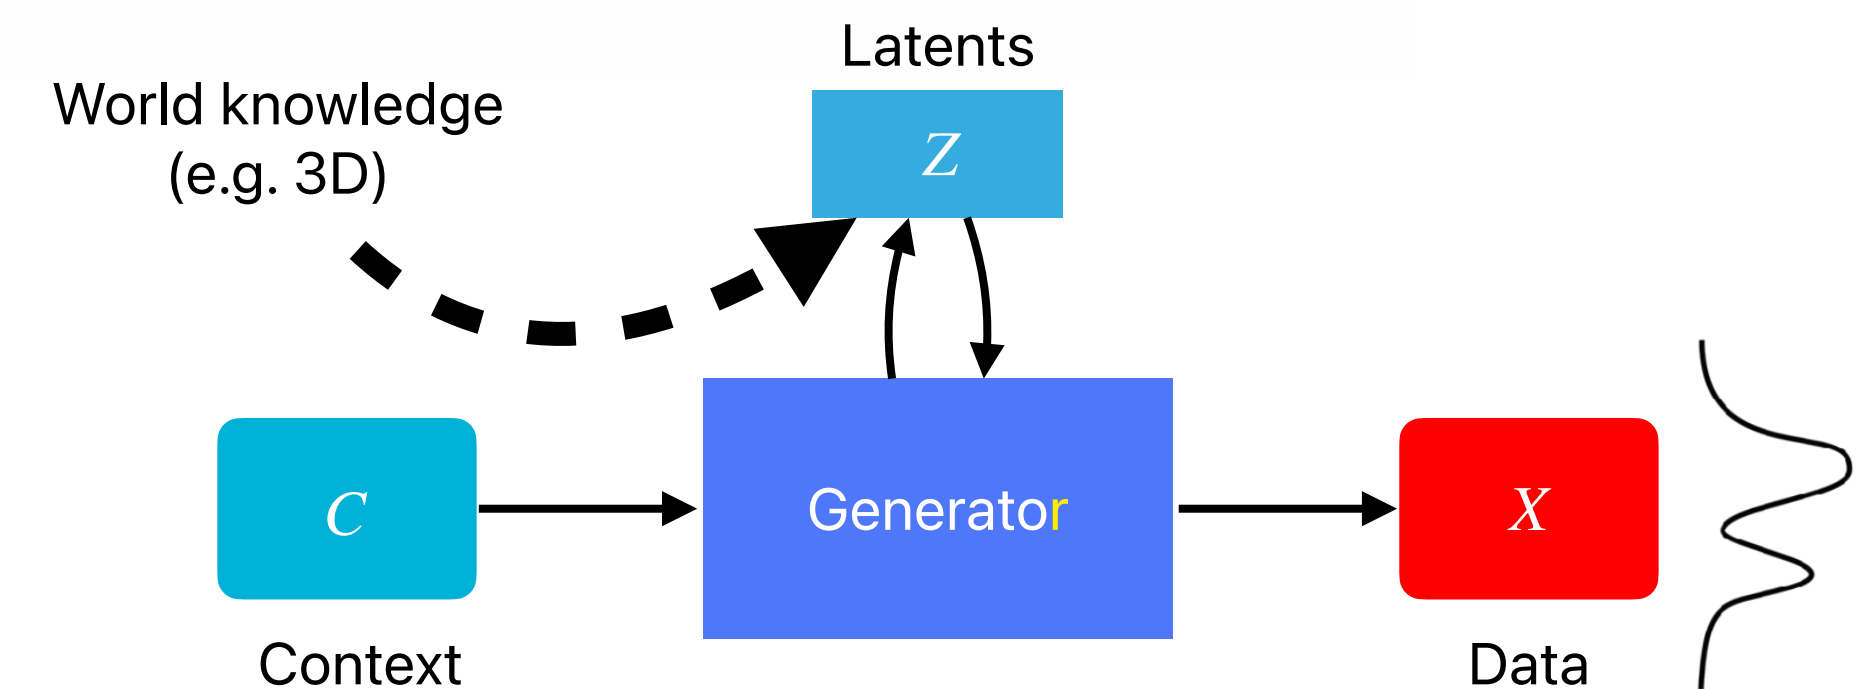 Latents
World knowledge
(e.g. 3D)
Z
C
Generator
X
Context
Data